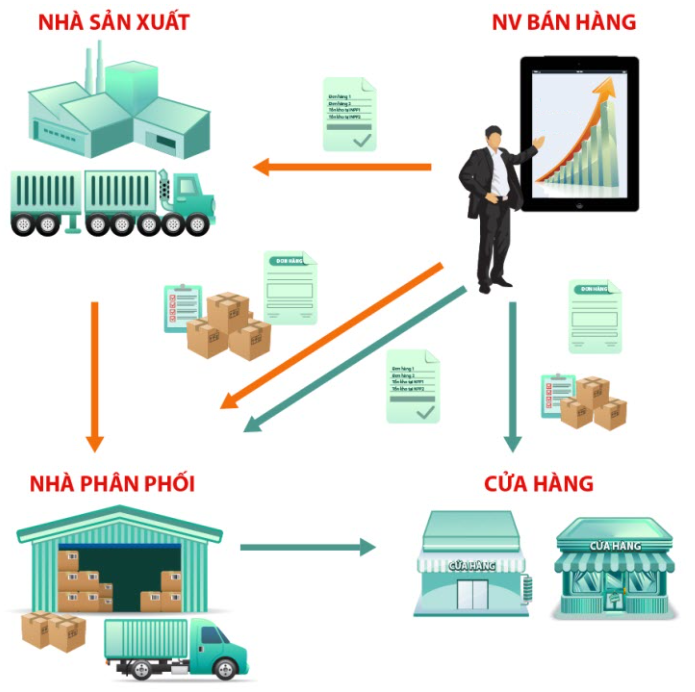 NHÀ SẢN XUẤT
NV BÁN HÀNG
Đơn hàng 1
Đơn hàng 2
Tồn kho tại NPP1
Tồn kho tại NPP2
ĐƠN HÀNG
ĐƠN HÀNG
Đơn hàng 1
Đơn hàng 2
Tồn kho tại NPP1
Tồn kho tại NPP2
NHÀ PHÂN PHỐI
CỬA HÀNG
CỬA HÀNG
CỬA HÀNG